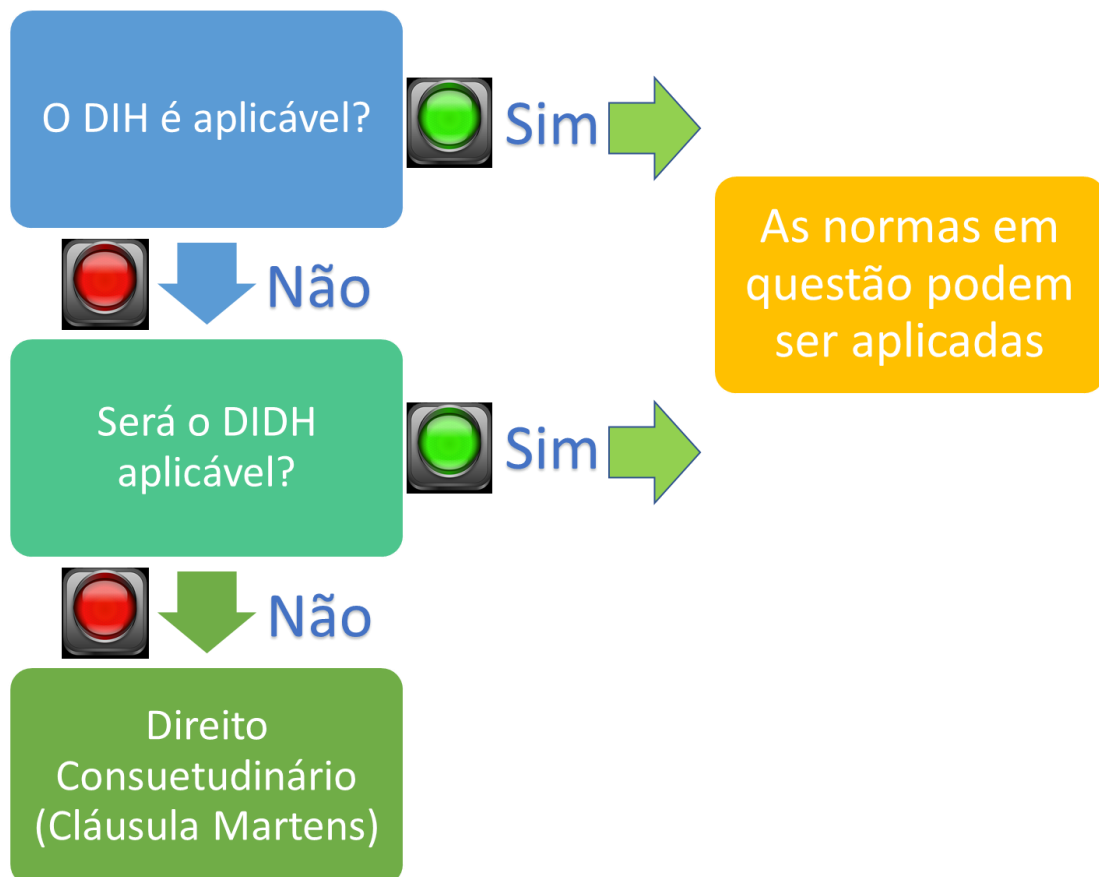 O DIH é aplicável?
Sim
As normas em
questão podem
ser aplicadas
Não
Será o DIDH
aplicável?
Sim
Não
Direito
Consuetudinário
(Cláusula Martens)